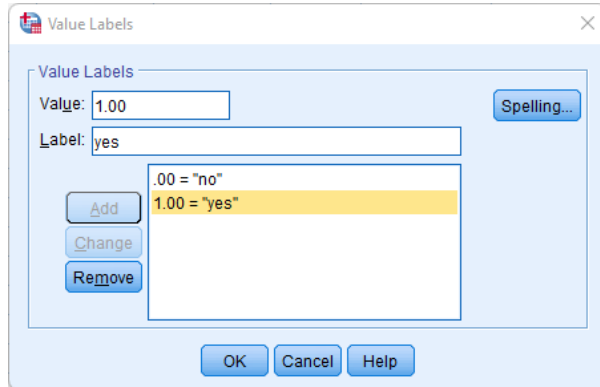 Value Labels
Value Labels
Value: 1.00
Spelling...
Label: yes
.00 = "no"
1.00 = "yes"
Add
Change
Remove
OK Cancel Help